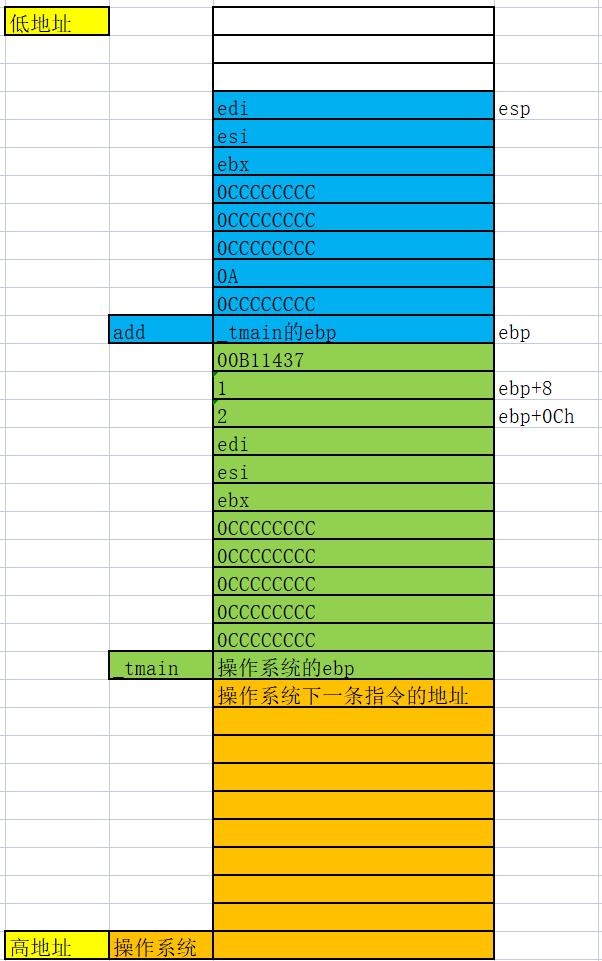 低地址
edi esp
esi
ebx
0CCCCCCCC
0CCCCCCCC
0CCCCCCCC
0A
0CCCCCCCC
add _tmain的ebp ebp
00B11437
1 ebp+8
2 ebp+0Ch
edi
esi
ebx
0CCCCCCCC
0CCCCCCCC
0CCCCCCCC
0CCCCCCCC
0CCCCCCCC
_tmain 操作系统的ebp
操作系统下一条指令的地址
高地址 操作系统